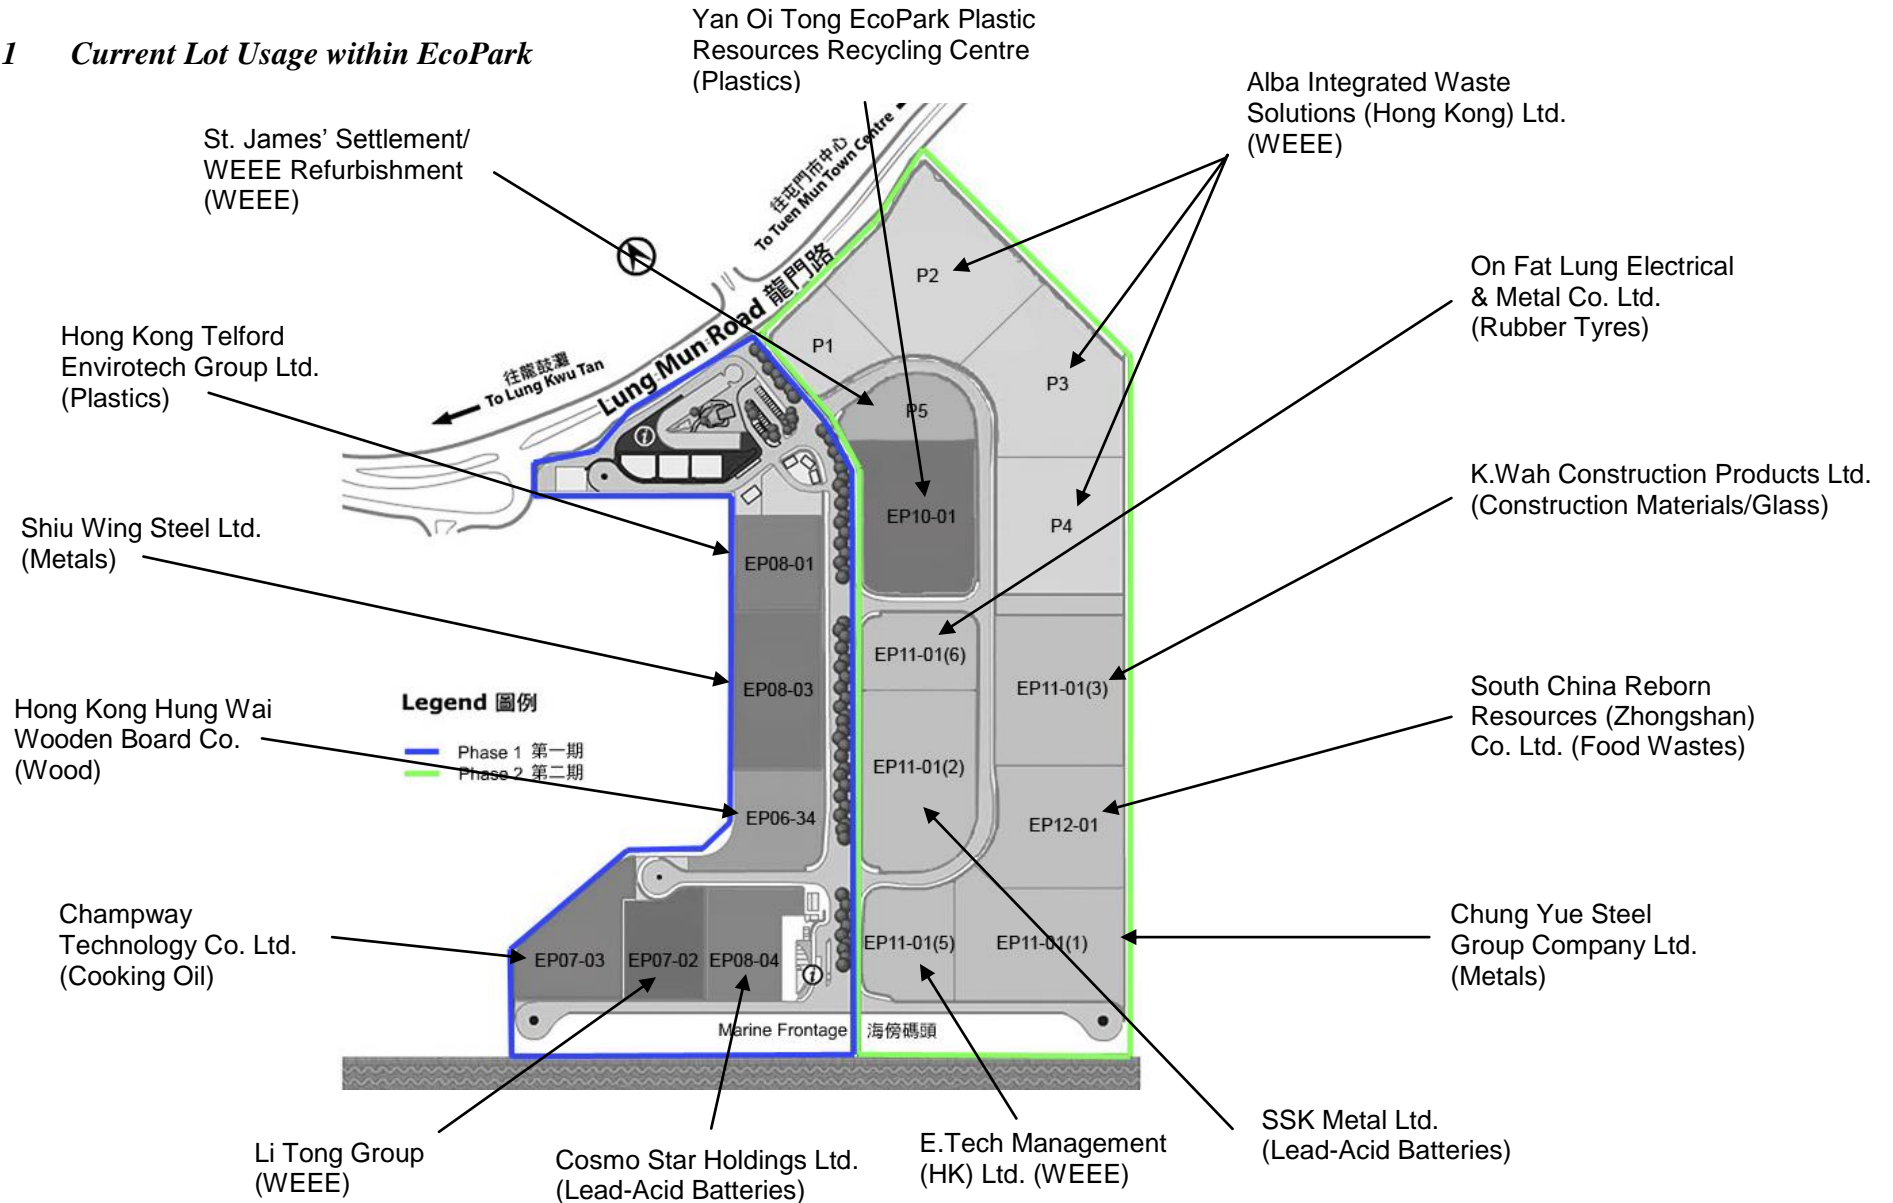 Yan Oi Tong EcoPark Plastic
Resources Recycling Centre
(Plastics)
1 Current Lot Usage within EcoPark
Alba Integrated Waste
Solutions (Hong Kong) Ltd.
(WEEE)
St. James’ Settlement/
WEEE Refurbishment
(WEEE)
往屯門市中心
To Tuen Mun Town Centre
On Fat Lung Electrical
& Metal Co. Ltd.
(Rubber Tyres)
Lung Mun Road 龍門路
往龍鼓灘
To Lung Kwu Tan
Hong Kong Telford
Envirotech Group Ltd.
(Plastics)
P2
P1
P3
P5
P4
EP10-01
K.Wah Construction Products Ltd.
(Construction Materials/Glass)
Shiu Wing Steel Ltd.
(Metals)
EP08-01
EP11-01(6)
EP08-03
EP11-01(3)
South China Reborn
Resources (Zhongshan)
Co. Ltd. (Food Wastes)
Hong Kong Hung Wai
Wooden Board Co.
(Wood)
Legend 圖例
Phase 1 第一期
Phase 2 第二期
EP11-01(2)
EP06-34
EP12-01
Champway
Technology Co. Ltd.
(Cooking Oil)
Chung Yue Steel
Group Company Ltd.
(Metals)
EP07-03
EP07-02
EP08-04
EP11-01(5)
EP11-01(1)
Marine Frontage 海傍碼頭
Li Tong Group
(WEEE)
Cosmo Star Holdings Ltd.
(Lead-Acid Batteries)
E.Tech Management
(HK) Ltd. (WEEE)
SSK Metal Ltd.
(Lead-Acid Batteries)